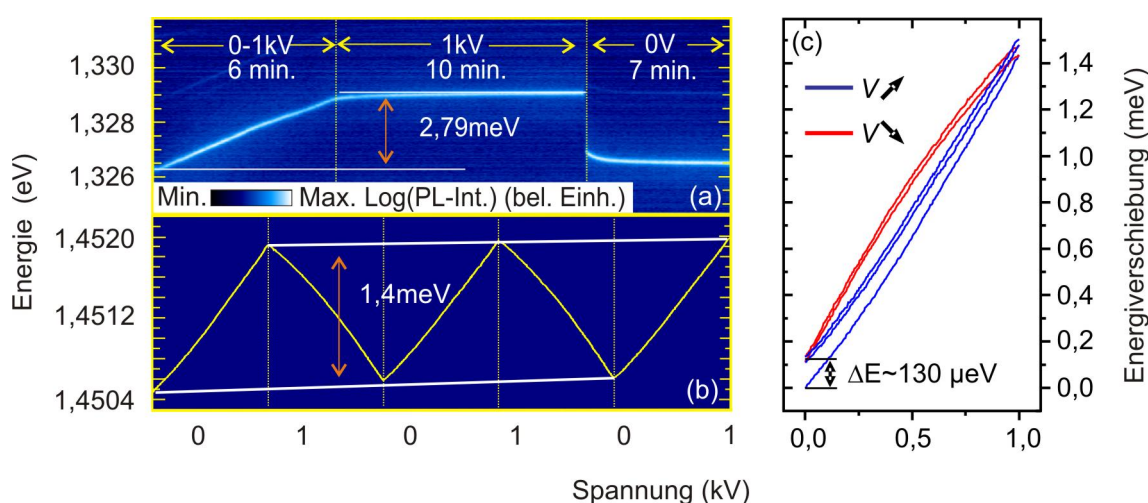 0-1kV
6 min.
1kV
10 min.
0V
7 min.
2,79meV
Min. Max. Log(PL-Int.) (bel. Einh.)
(a)
1,330
1,328
1,326
Energie (eV)
1,4520
1,4512
1,4504
1,4meV
(b)
0 1 0 1 0 1
Spannung (kV)
(c)
V
V
ΔE~130 µeV
1,4
1,2
1,0
0,8
0,6
0,4
0,2
0,0
Energiverschiebung (meV)
0,0 0,5 1,0